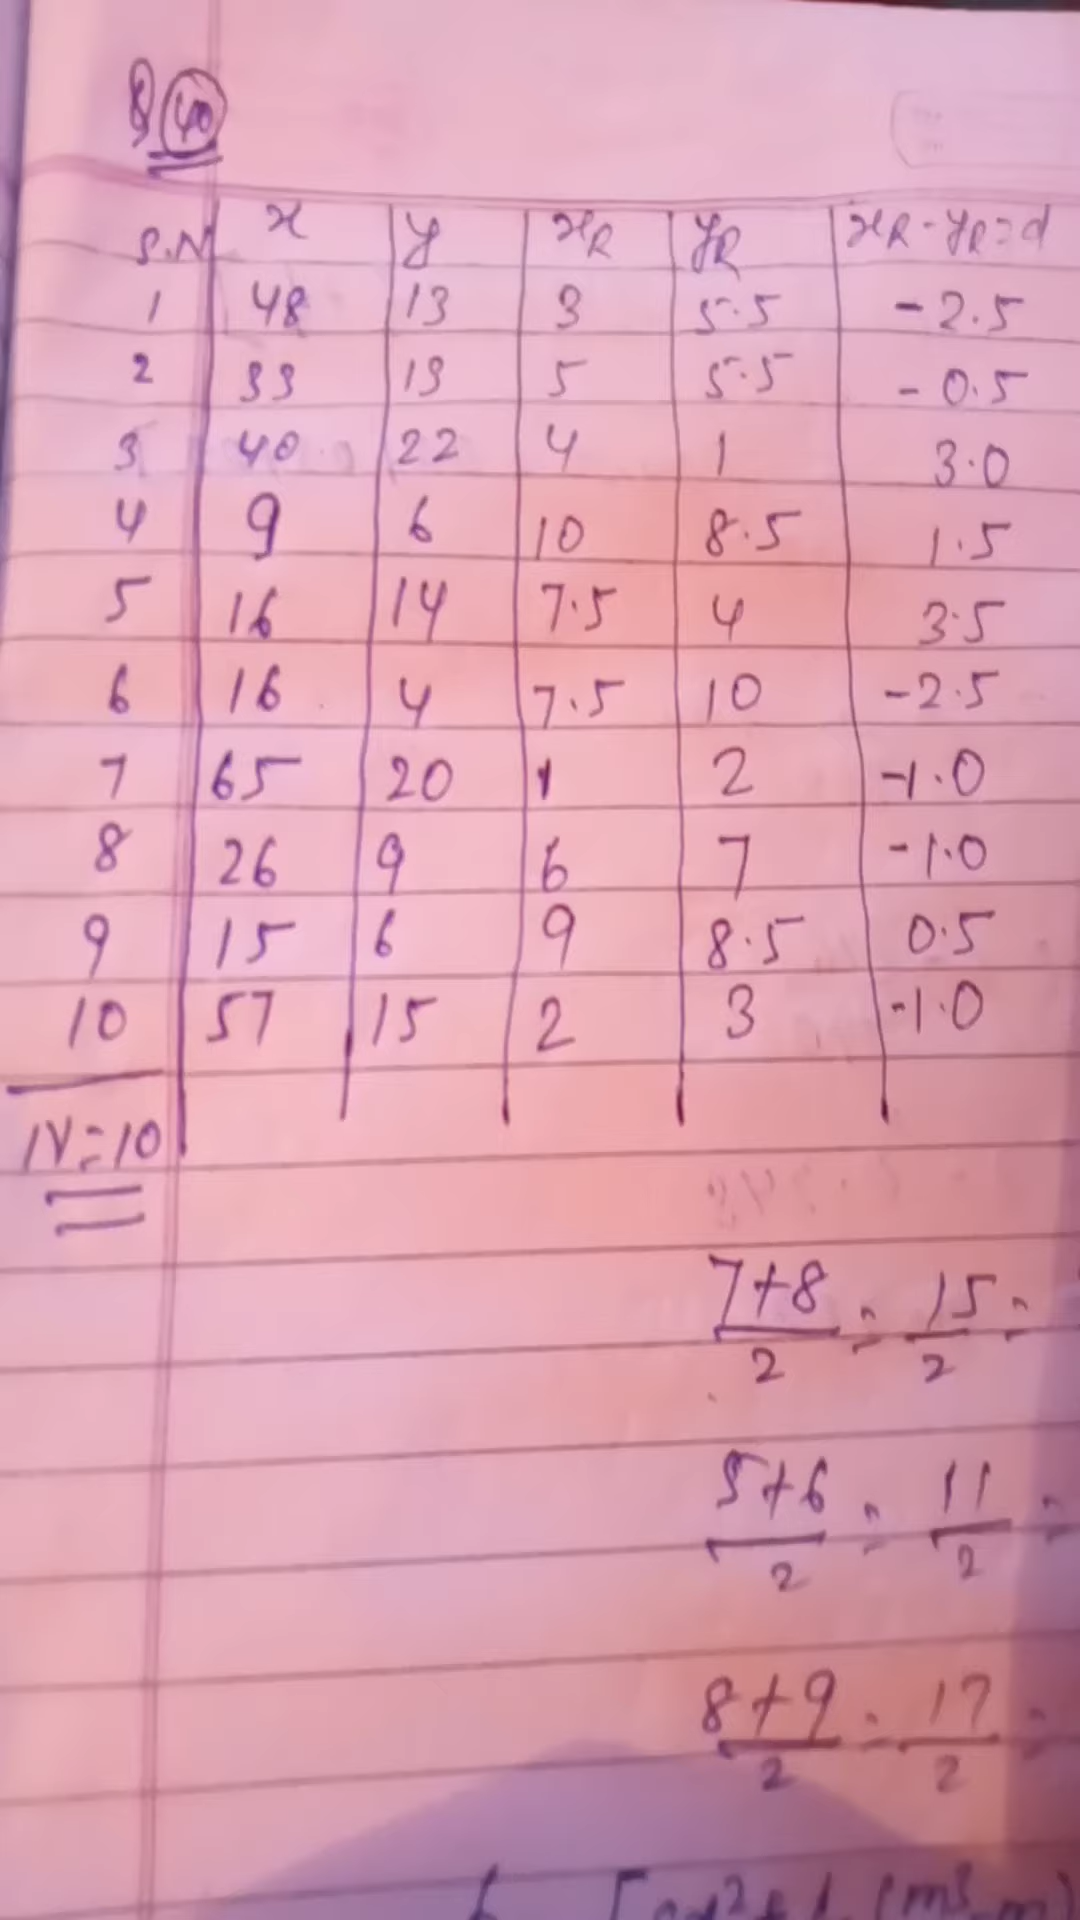 Q 40
S.N x y xR yR xR-yR=d
1 48 13 3 5.5 -2.5
2 33 13 5 5.5 -0.5
3 40 22 4 1 3.0
4 9 6 10 8.5 1.5
5 16 14 7.5 4 3.5
6 16 4 7.5 10 -2.5
7 65 20 1 2 -1.0
8 26 9 6 7 -1.0
9 15 6 9 8.5 0.5
10 57 15 2 3 -1.0
N=10
7+8/2 = 15/2 =
5+6/2 = 11/2 =
8+9/2 = 17/2 =
(m³-m)